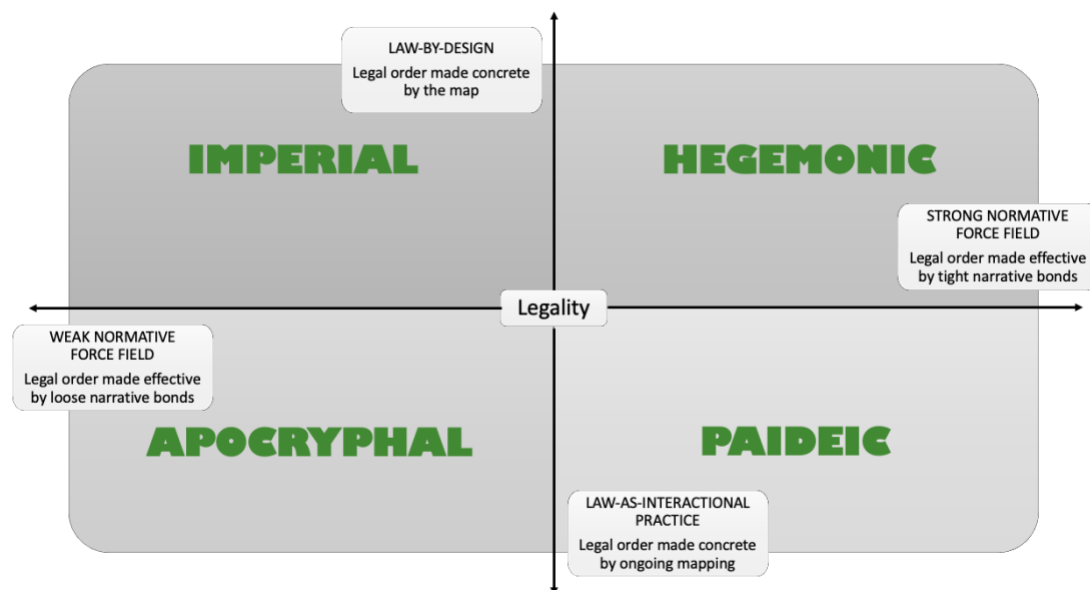 LAW-BY-DESIGN
Legal order made concrete
by the map
IMPERIAL
HEGEMONIC
STRONG NORMATIVE
FORCE FIELD
Legal order made effective
by tight narrative bonds
Legality
WEAK NORMATIVE
FORCE FIELD
Legal order made effective
by loose narrative bonds
APOCRYPHAL
PAIDEIC
LAW-AS-INTERACTIONAL
PRACTICE
Legal order made concrete
by ongoing mapping